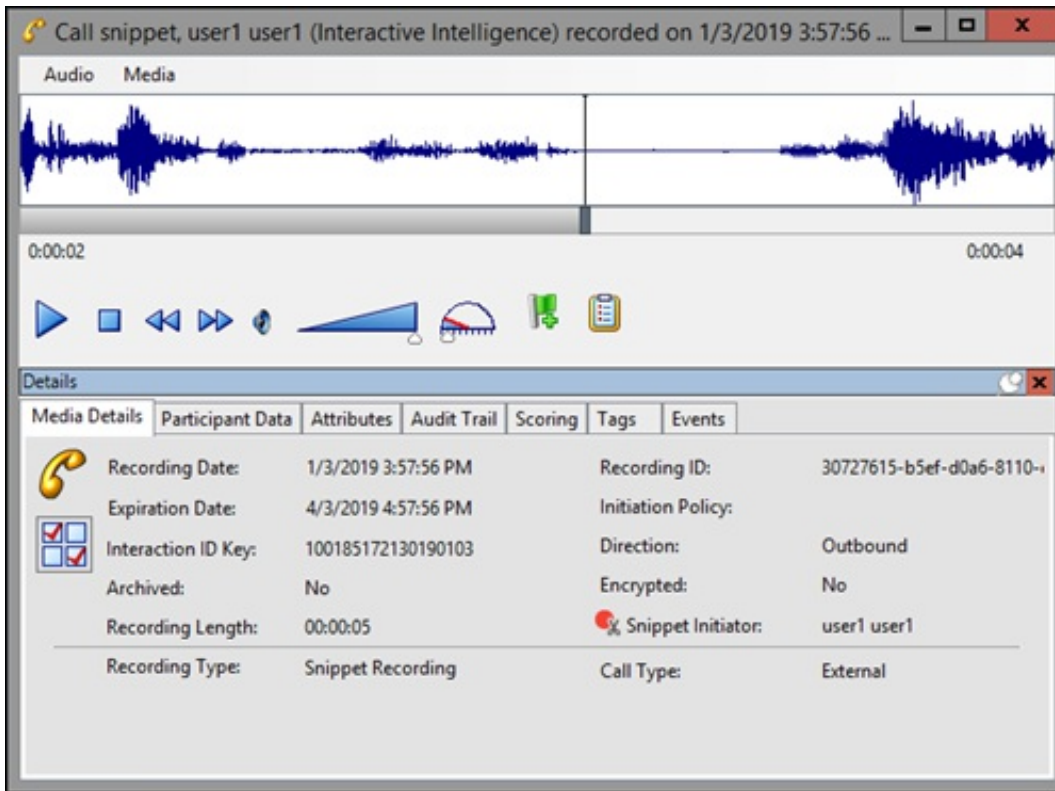 Call snippet, user1 user1 (Interactive Intelligence) recorded on 1/3/2019 3:57:56 ...
Audio Media
0:00:02 0:00:04
Details
Media Details Participant Data Attributes Audit Trail Scoring Tags Events
Recording Date: 1/3/2019 3:57:56 PM Recording ID: 30727615-b5ef-d0a6-8110-
Expiration Date: 4/3/2019 4:57:56 PM Initiation Policy:
Interaction ID Key: 100185172130190103 Direction: Outbound
Archived: No Encrypted: No
Recording Length: 00:00:05 Snippet Initiator: user1 user1
Recording Type: Snippet Recording Call Type: External